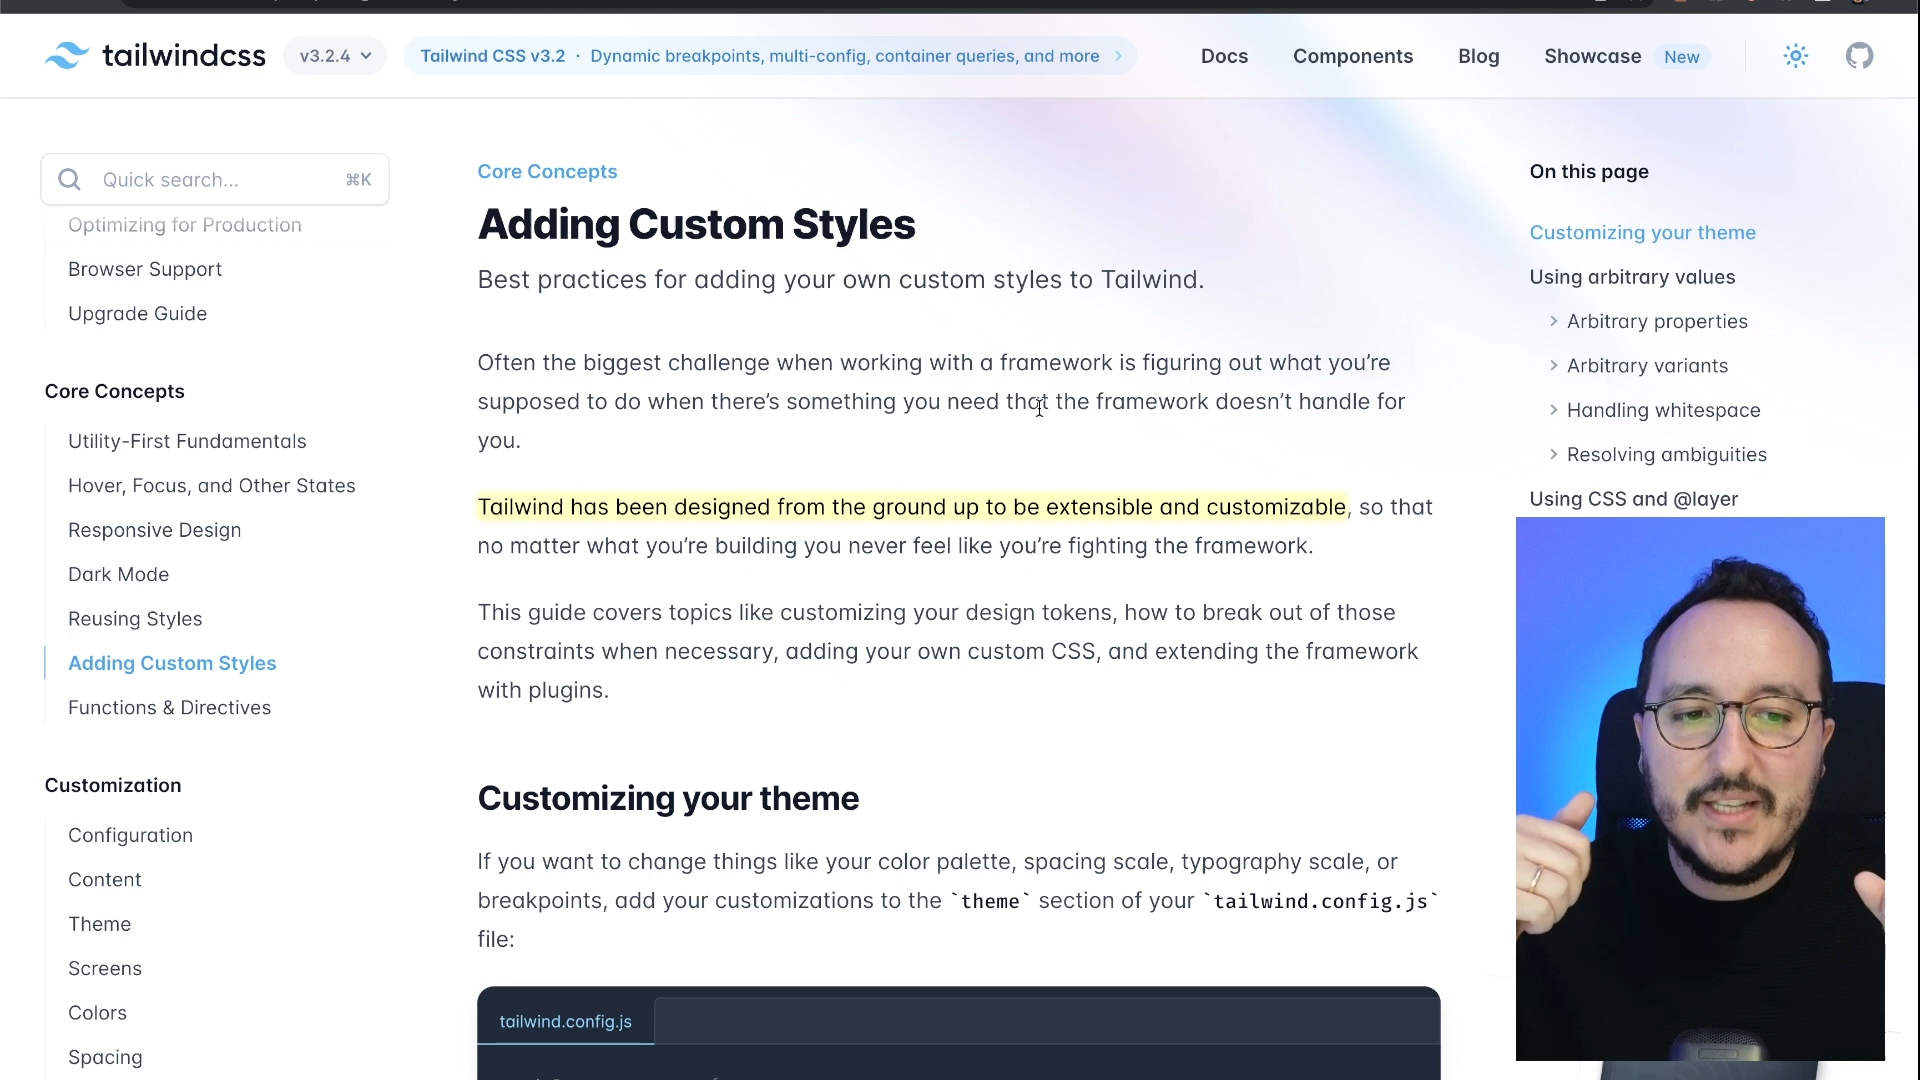 tailwindcss
v3.2.4
Tailwind CSS v3.2 · Dynamic breakpoints, multi-config, container queries, and more
Docs
Components
Blog
Showcase
New
Quick search...
⌘K
Optimizing for Production
Browser Support
Upgrade Guide
Core Concepts
Utility-First Fundamentals
Hover, Focus, and Other States
Responsive Design
Dark Mode
Reusing Styles
Adding Custom Styles
Functions & Directives
Customization
Configuration
Content
Theme
Screens
Colors
Spacing
Core Concepts
Adding Custom Styles
Best practices for adding your own custom styles to Tailwind.
Often the biggest challenge when working with a framework is figuring out what you’re
supposed to do when there’s something you need that the framework doesn’t handle for
you.
Tailwind has been designed from the ground up to be extensible and customizable, so that
no matter what you’re building you never feel like you’re fighting the framework.
This guide covers topics like customizing your design tokens, how to break out of those
constraints when necessary, adding your own custom CSS, and extending the framework
with plugins.
Customizing your theme
If you want to change things like your color palette, spacing scale, typography scale, or
breakpoints, add your customizations to the `theme` section of your `tailwind.config.js`
file:
tailwind.config.js
On this page
Customizing your theme
Using arbitrary values
Arbitrary properties
Arbitrary variants
Handling whitespace
Resolving ambiguities
Using CSS and @layer